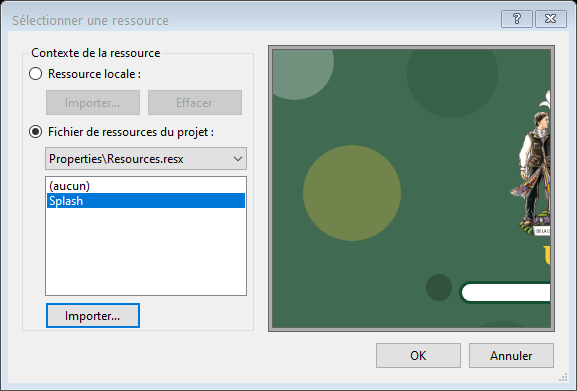 Sélectionner une ressource
Contexte de la ressource
Ressource locale :
Importer...
Effacer
Fichier de ressources du projet :
Properties\Resources.resx
(aucun)
Splash
Importer...
OK
Annuler